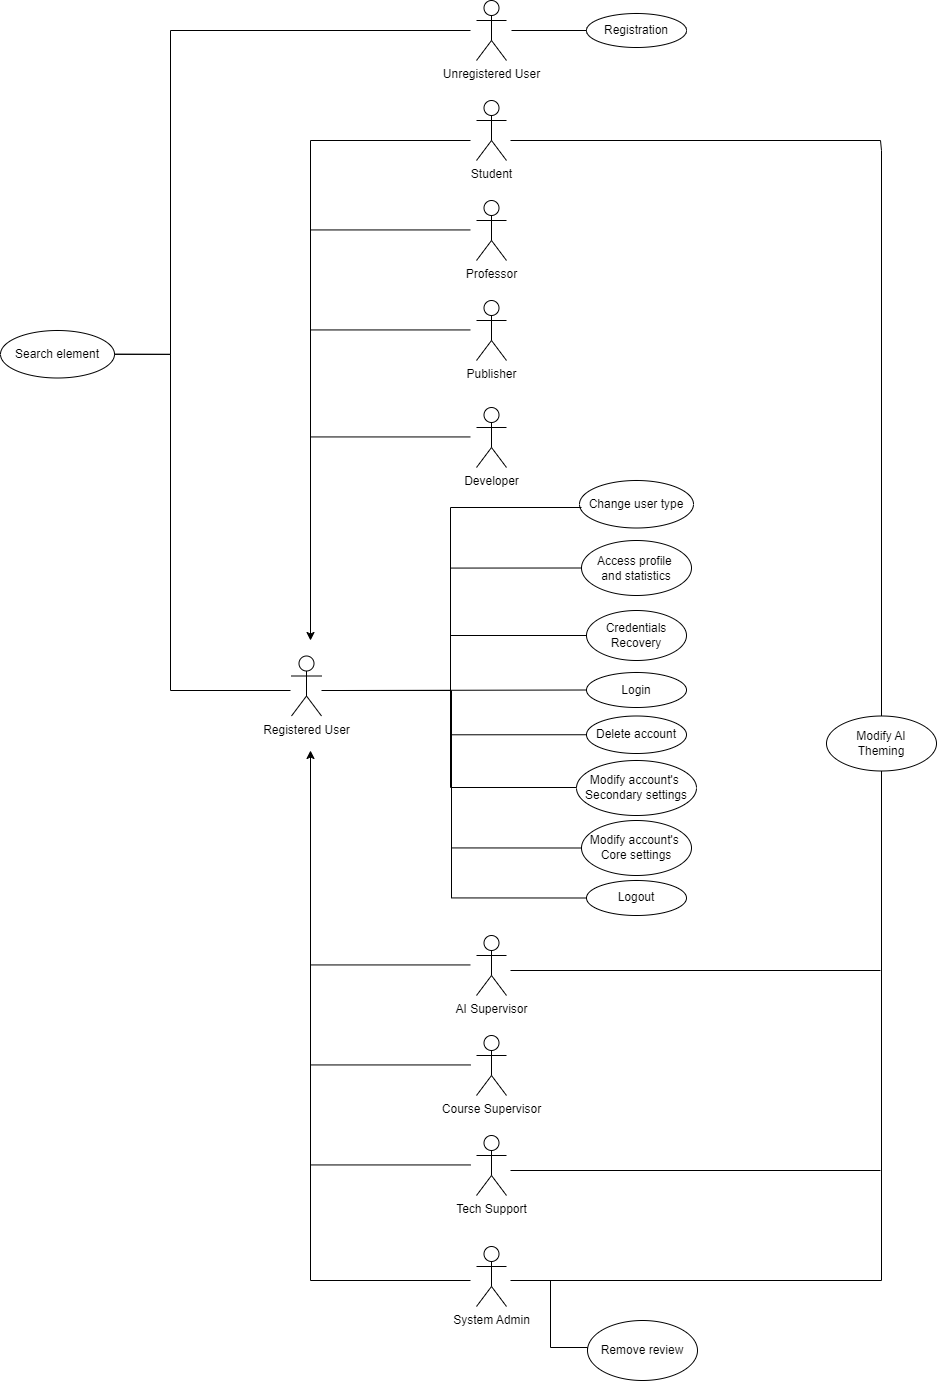 Registration
Unregistered User
Student
Professor
Search element
Publisher
Developer
Change user type
Access profile
and statistics
Credentials
Recovery
Login
Registered User
Delete account
Modify AI
Theming
Modify account's
Secondary settings
Modify account's
Core settings
Logout
AI Supervisor
Course Supervisor
Tech Support
System Admin
Remove review